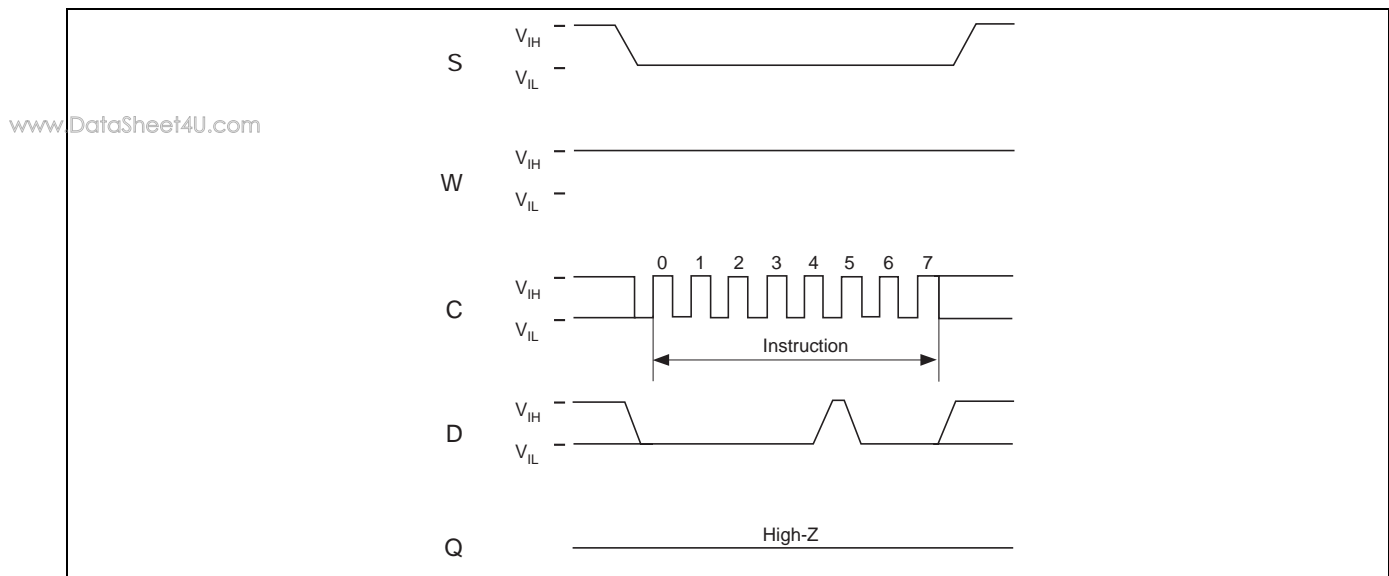 V_IH
S
V_IL
www.DataSheet4U.com
V_IH
W
V_IL
0 1 2 3 4 5 6 7
V_IH
C
V_IL
Instruction
V_IH
D
V_IL
High-Z
Q